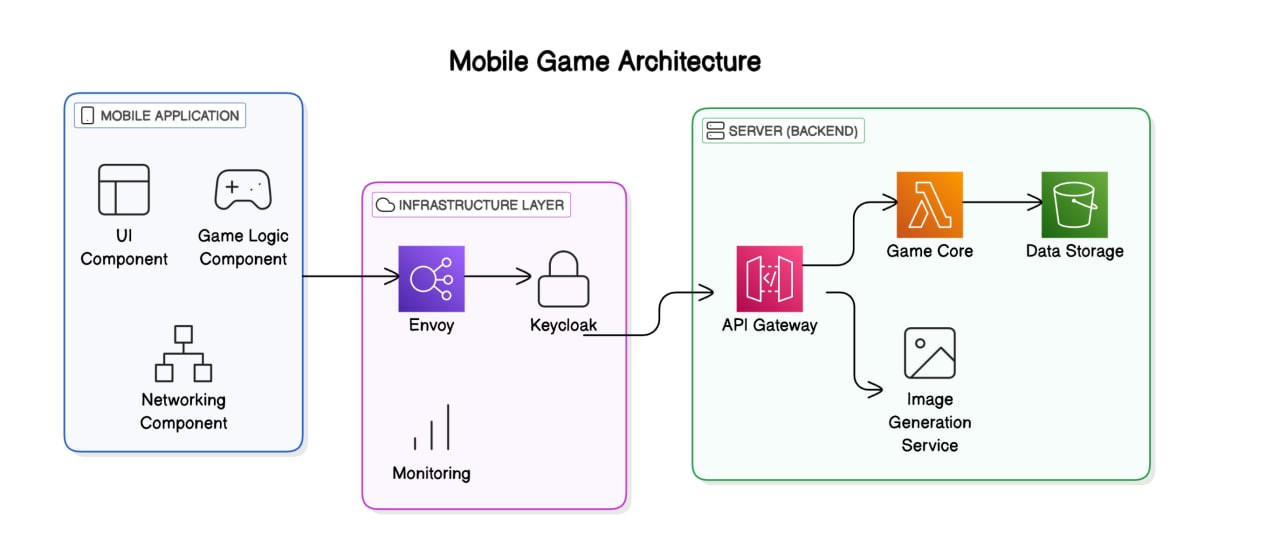 Mobile Game Architecture
MOBILE APPLICATION
UI
Component
Game Logic
Component
Networking
Component
INFRASTRUCTURE LAYER
Envoy
Keycloak
Monitoring
SERVER (BACKEND)
API Gateway
Game Core
Data Storage
Image
Generation
Service